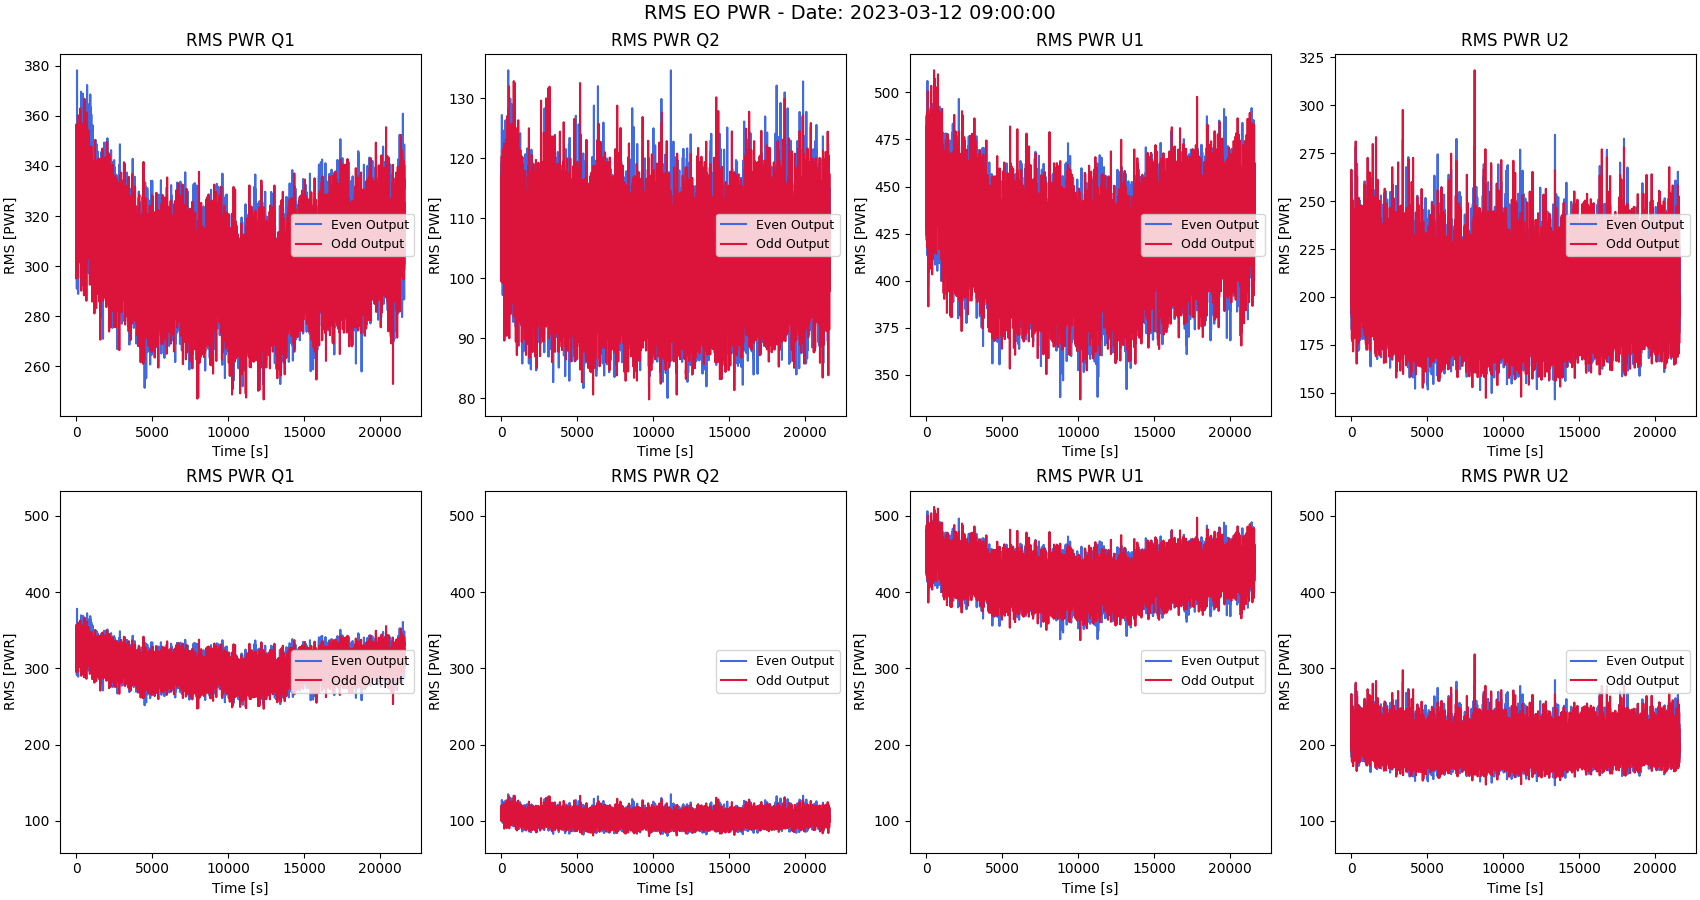 RMS EO PWR - Date: 2023-03-12 09:00:00
RMS PWR Q1
RMS [PWR]
380
360
340
320
300
280
260
0 5000 10000 15000 20000
Time [s]
Even Output
Odd Output
RMS PWR Q2
RMS [PWR]
130
120
110
100
90
80
0 5000 10000 15000 20000
Time [s]
Even Output
Odd Output
RMS PWR U1
RMS [PWR]
500
475
450
425
400
375
350
0 5000 10000 15000 20000
Time [s]
Even Output
Odd Output
RMS PWR U2
RMS [PWR]
325
300
275
250
225
200
175
150
0 5000 10000 15000 20000
Time [s]
Even Output
Odd Output
RMS PWR Q1
RMS [PWR]
500
400
300
200
100
0 5000 10000 15000 20000
Time [s]
Even Output
Odd Output
RMS PWR Q2
RMS [PWR]
500
400
300
200
100
0 5000 10000 15000 20000
Time [s]
Even Output
Odd Output
RMS PWR U1
RMS [PWR]
500
400
300
200
100
0 5000 10000 15000 20000
Time [s]
Even Output
Odd Output
RMS PWR U2
RMS [PWR]
500
400
300
200
100
0 5000 10000 15000 20000
Time [s]
Even Output
Odd Output